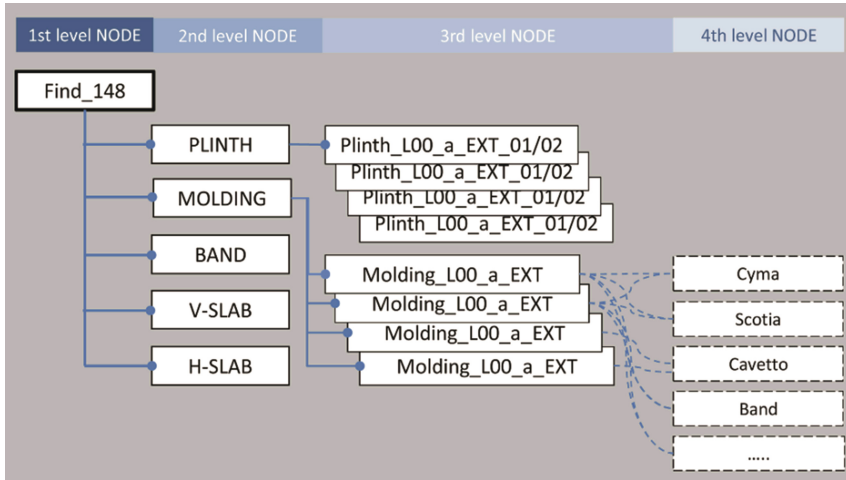 1st level NODE
2nd level NODE
3rd level NODE
4th level NODE
Find_148
PLINTH
MOLDING
BAND
V-SLAB
H-SLAB
Plinth_L00_a_EXT_01/02
Plinth_L00_a_EXT_01/02
Plinth_L00_a_EXT_01/02
Plinth_L00_a_EXT_01/02
Molding_L00_a_EXT
Molding_L00_a_EXT
Molding_L00_a_EXT
Molding_L00_a_EXT
Cyma
Scotia
Cavetto
Band
.....